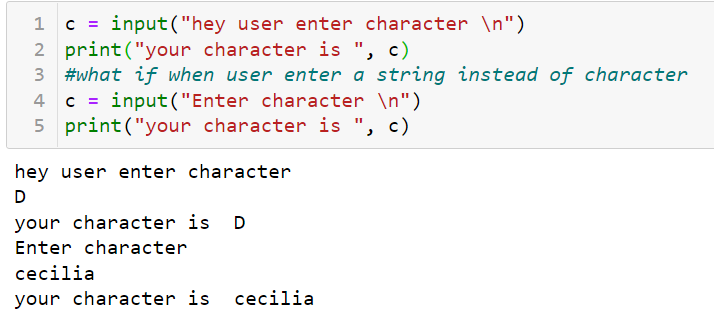 1 c = input("hey user enter character \n")
2 print("your character is ", c)
3 #what if when user enter a string instead of character
4 c = input("Enter character \n")
5 print("your character is ", c)
hey user enter character
D
your character is  D
Enter character
cecilia
your character is  cecilia